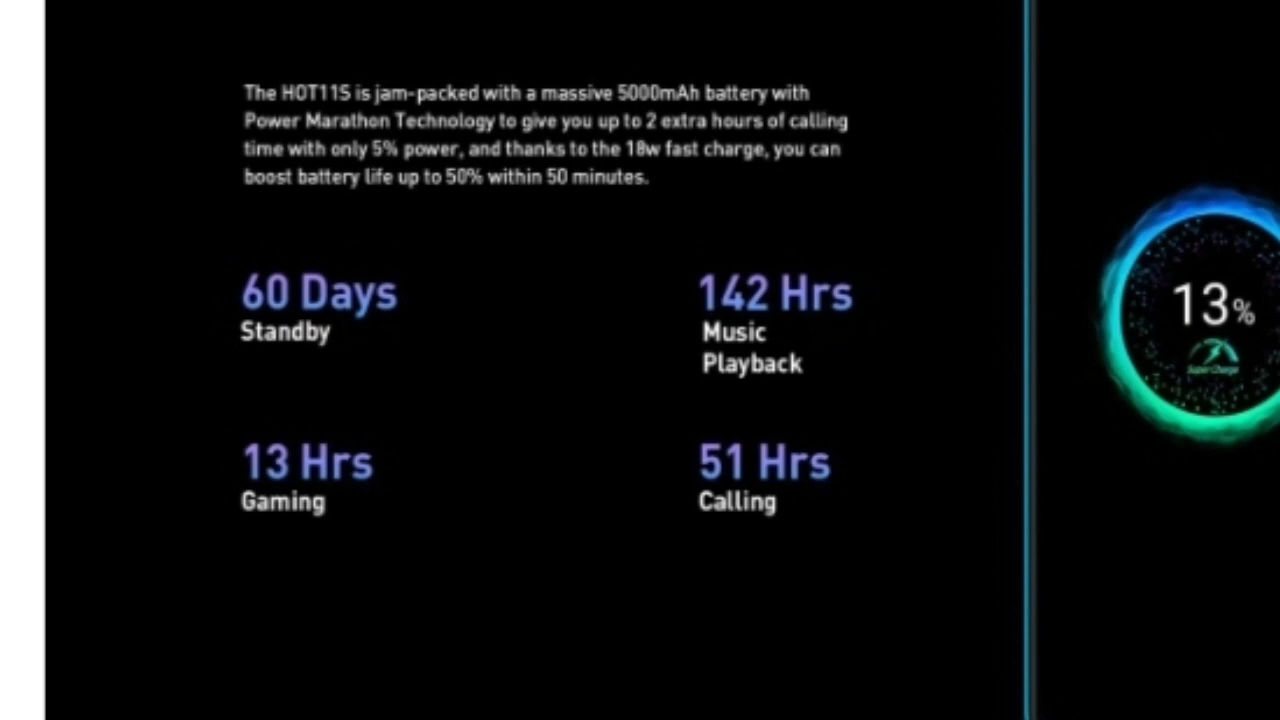 The HOT11S is jam-packed with a massive 5000mAh battery with
Power Marathon Technology to give you up to 2 extra hours of calling
time with only 5% power, and thanks to the 18w fast charge, you can
boost battery life up to 50% within 50 minutes.
60 Days
Standby
142 Hrs
Music
Playback
13 Hrs
Gaming
51 Hrs
Calling
13%
Super Charge